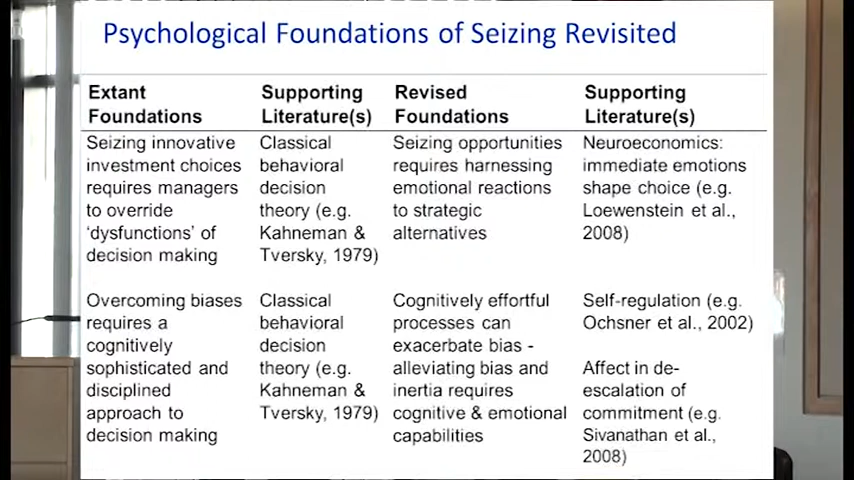 Psychological Foundations of Seizing Revisited
Extant
Foundations
Supporting
Literature(s)
Revised
Foundations
Supporting
Literature(s)
Seizing innovative
investment choices
requires managers
to override
‘dysfunctions’ of
decision making
Classical
behavioral
decision
theory (e.g.
Kahneman &
Tversky, 1979)
Seizing opportunities
requires harnessing
emotional reactions
to strategic
alternatives
Neuroeconomics:
immediate emotions
shape choice (e.g.
Loewenstein et al.,
2008)
Overcoming biases
requires a
cognitively
sophisticated and
disciplined
approach to
decision making
Classical
behavioral
decision
theory (e.g.
Kahneman &
Tversky, 1979)
Cognitively effortful
processes can
exacerbate bias -
alleviating bias and
inertia requires
cognitive & emotional
capabilities
Self-regulation (e.g.
Ochsner et al., 2002)
Affect in de-
escalation of
commitment (e.g.
Sivanathan et al.,
2008)